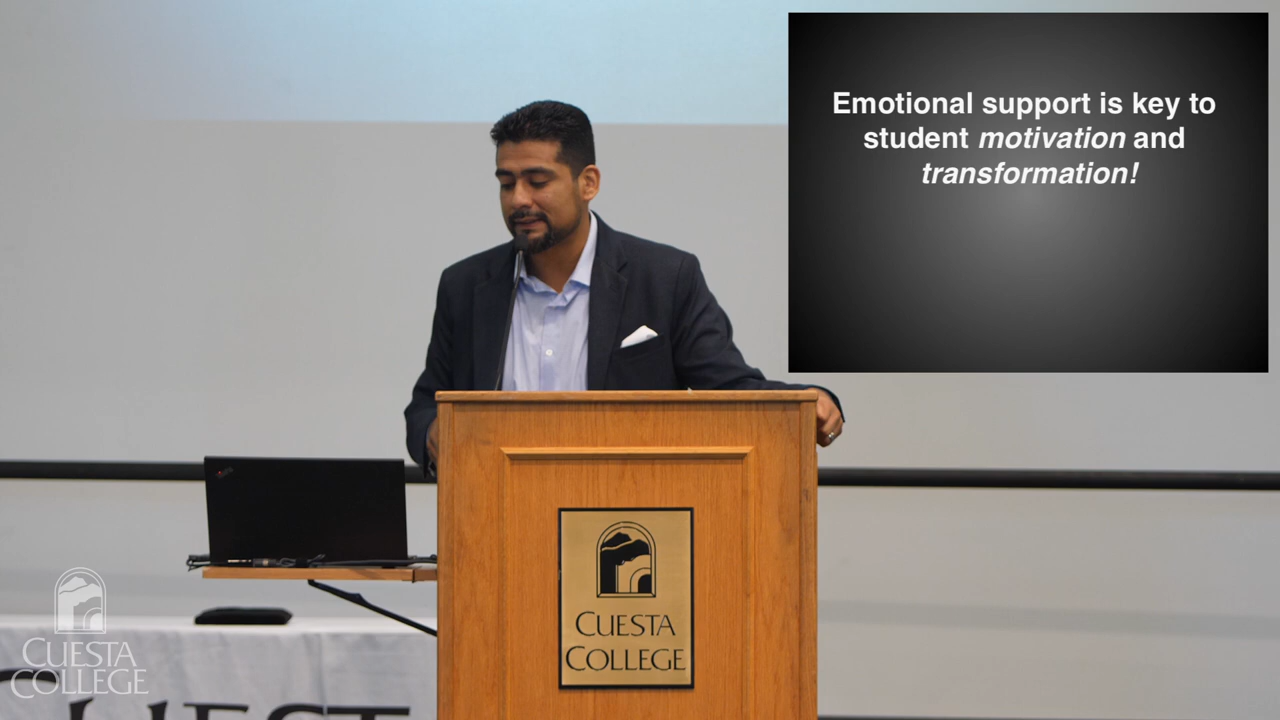 Emotional support is key to
student motivation and
transformation!
CUESTA
COLLEGE
CUESTA
COLLEGE